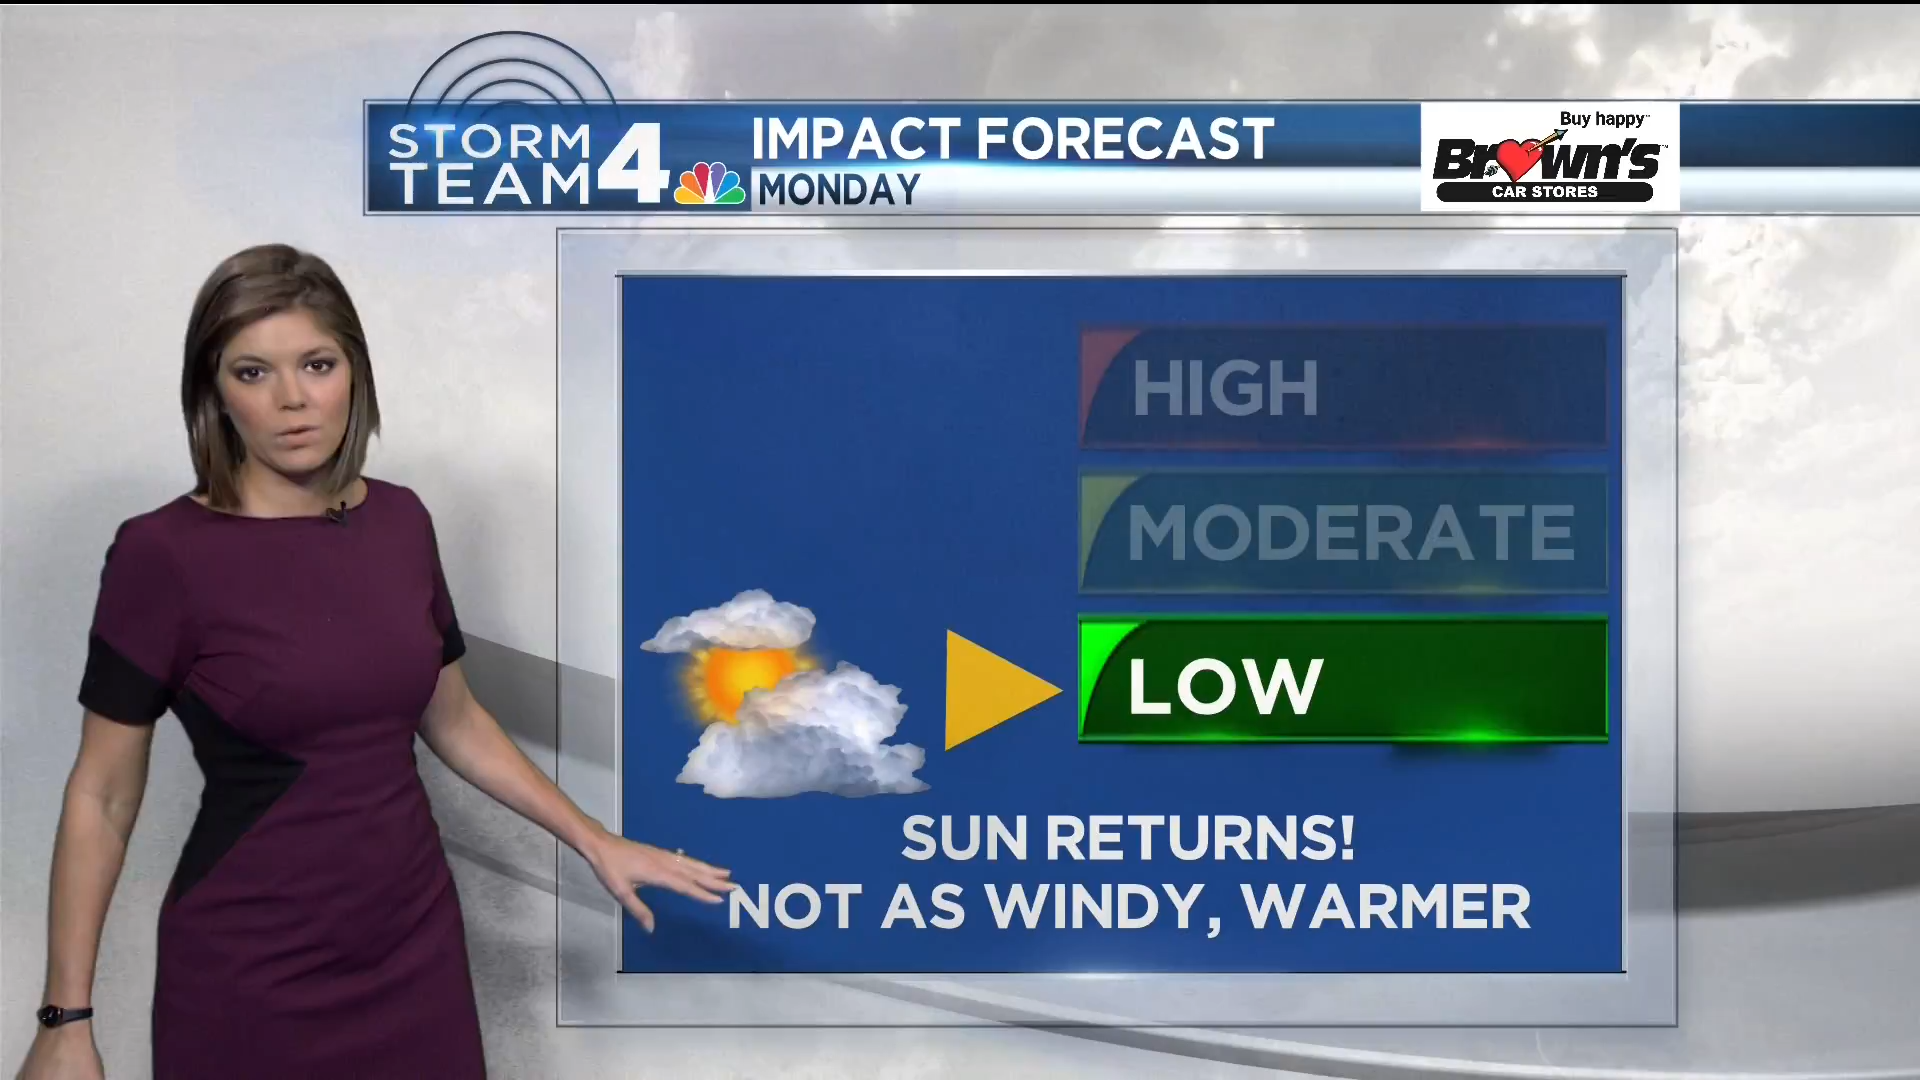 STORM
TEAM 4
IMPACT FORECAST
MONDAY
Buy happy™
Brown's
CAR STORES
HIGH
MODERATE
LOW
SUN RETURNS!
NOT AS WINDY, WARMER